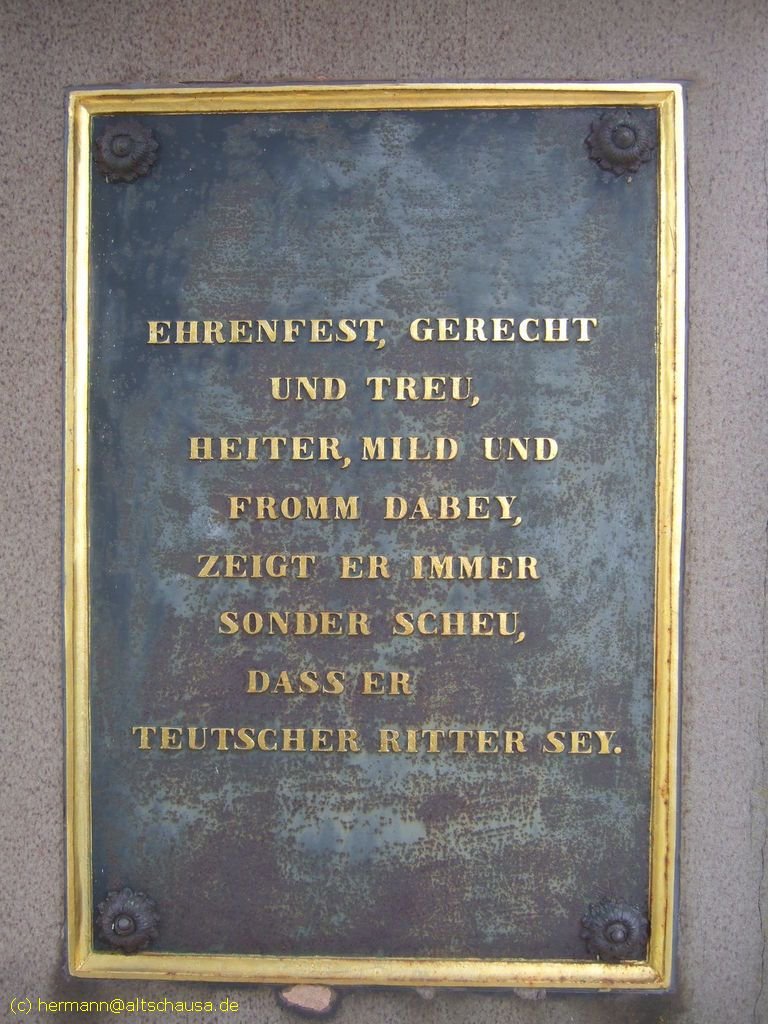 EHRENFEST, GERECHT
UND TREU,
HEITER, MILD UND
FROMM DABEY,
ZEIGT ER IMMER
SONDER SCHEU,
DASS ER
TEUTSCHER RITTER SEY.
(c) hermann@altschausa.de